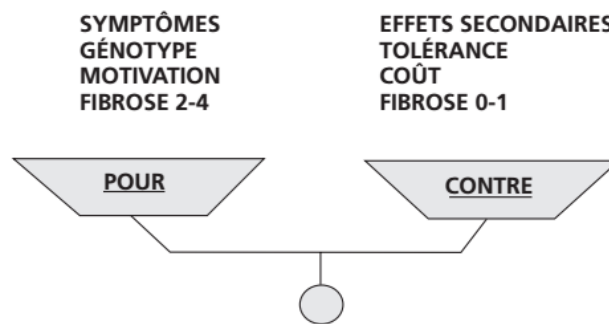 SYMPTÔMES
GÉNOTYPE
MOTIVATION
FIBROSE 2-4
EFFETS SECONDAIRES
TOLÉRANCE
COÛT
FIBROSE 0-1
POUR
CONTRE